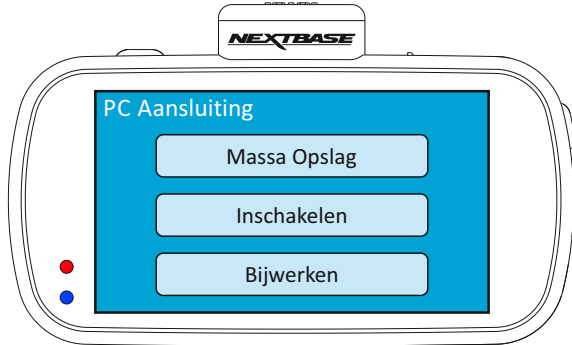 NEXTBASE
PC Aansluiting
Massa Opslag
Inschakelen
Bijwerken